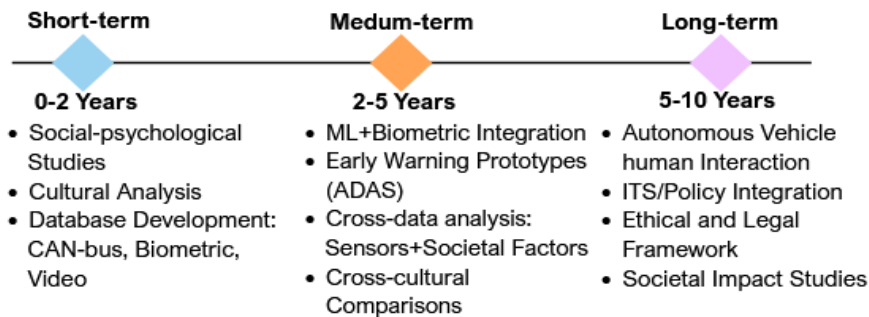 Short-term
0-2 Years
• Social-psychological
Studies
• Cultural Analysis
• Database Development:
CAN-bus, Biometric,
Video
Medum-term
2-5 Years
• ML+Biometric Integration
• Early Warning Prototypes
(ADAS)
• Cross-data analysis:
Sensors+Societal Factors
• Cross-cultural
Comparisons
Long-term
5-10 Years
• Autonomous Vehicle
human Interaction
• ITS/Policy Integration
• Ethical and Legal
Framework
• Societal Impact Studies